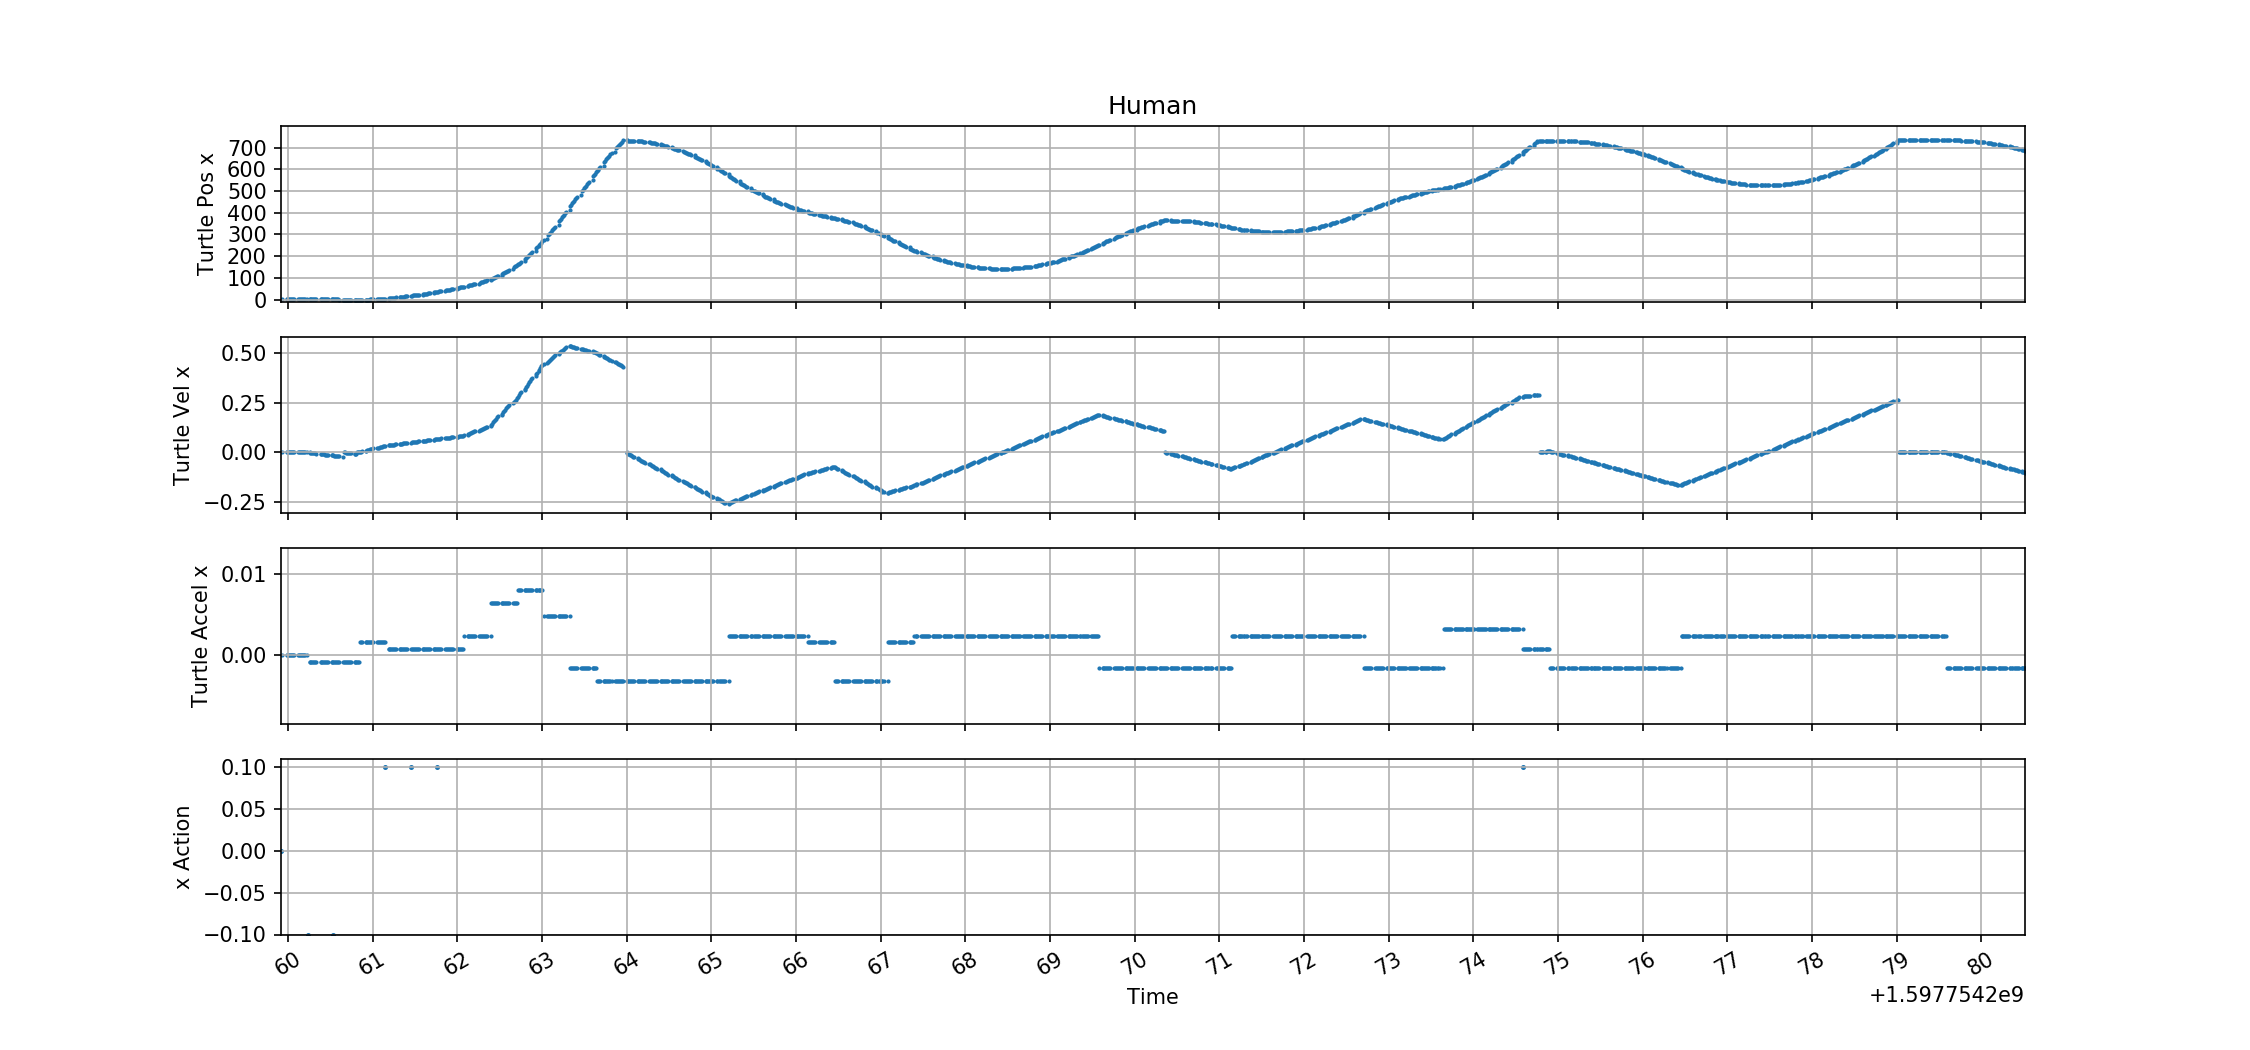 Human
Turtle Pos x
700
600
500
400
300
200
100
0
Turtle Vel x
0.50
0.25
0.00
−0.25
Turtle Accel x
0.01
0.00
x Action
0.10
0.05
0.00
−0.05
−0.10
60 61 62 63 64 65 66 67 68 69 70 71 72 73 74 75 76 77 78 79 80
Time
+1.5977542e9